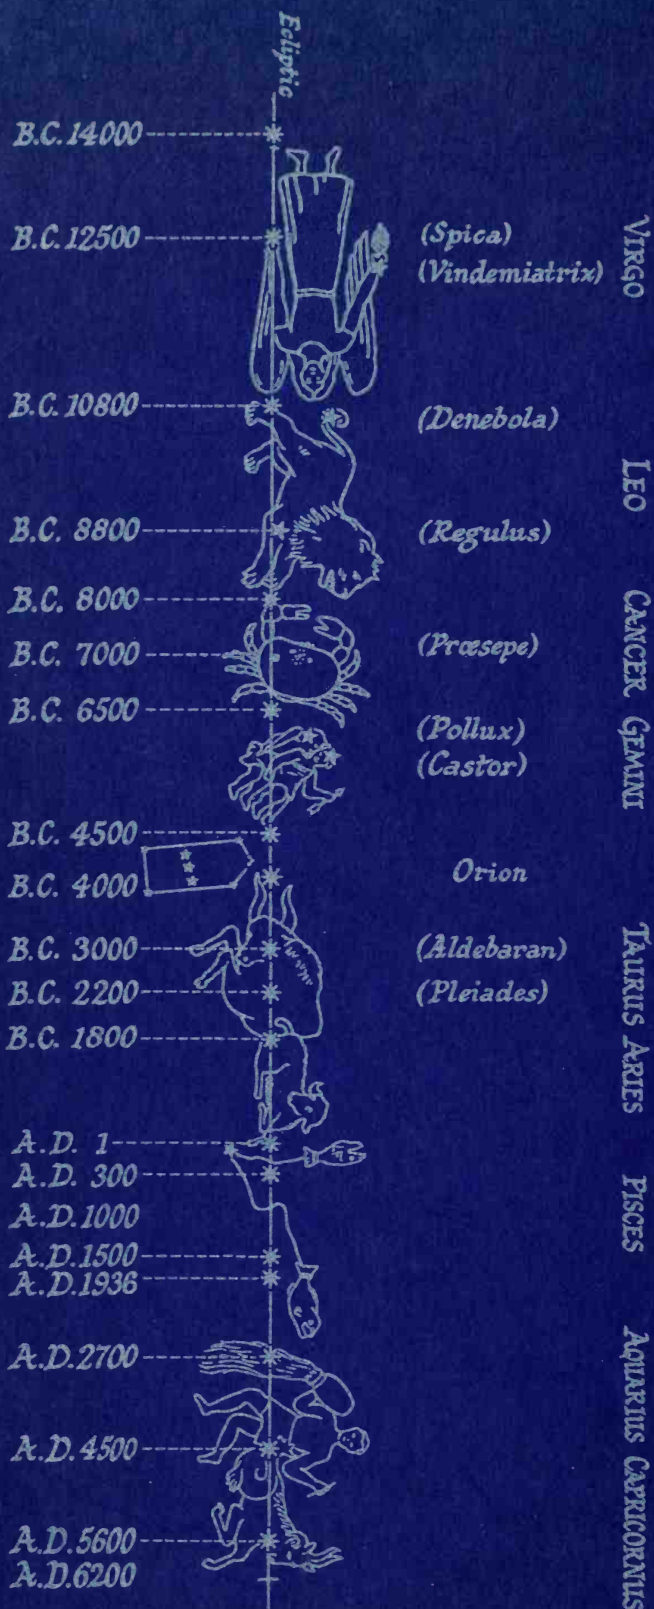 Ecliptic
B.C. 14000
B.C. 12500
(Spica)
(Vindemiatrix)
VIRGO
B.C. 10800
(Denebola)
LEO
B.C. 8800
(Regulus)
B.C. 8000
CANCER
B.C. 7000
(Præsepe)
B.C. 6500
GEMINI
(Pollux)
(Castor)
B.C. 4500
B.C. 4000
Orion
B.C. 3000
(Aldebaran)
TAURUS
B.C. 2200
(Pleiades)
B.C. 1800
ARIES
A.D. 1
A.D. 300
PISCES
A.D. 1000
A.D. 1500
A.D. 1936
A.D. 2700
AQUARIUS
A.D. 4500
CAPRICORNUS
A.D. 5600
A.D. 6200